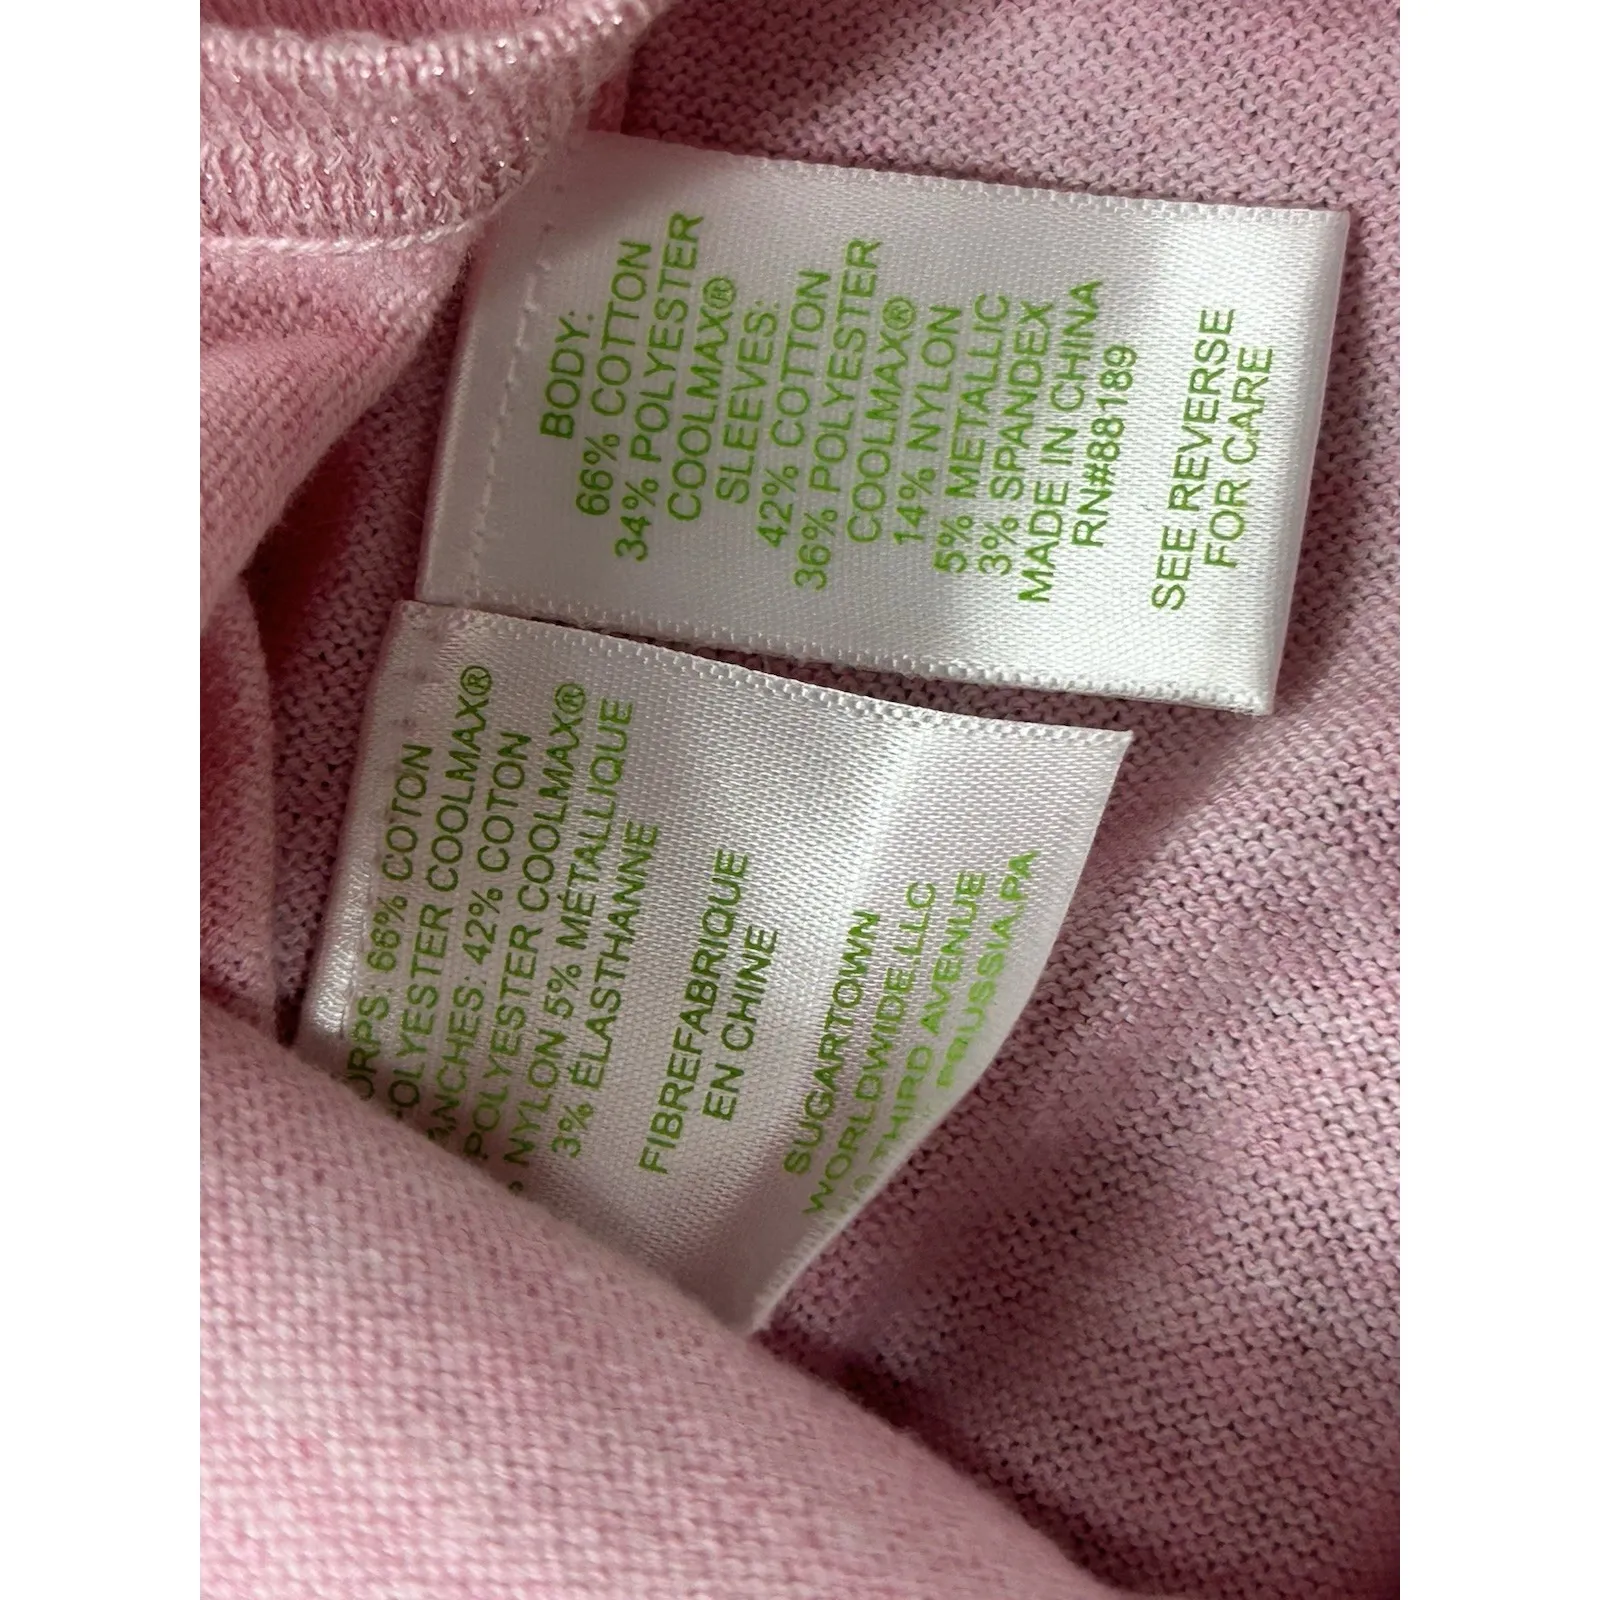 BODY:
66% COTTON
34% POLYESTER
COOLMAX®
SLEEVES:
42% COTTON
36% POLYESTER
COOLMAX®
14% NYLON
5% METALLIC
3% SPANDEX
MADE IN CHINA
RN#88189
SEE REVERSE
FOR CARE
ORPS: 66% COTON
POLYESTER COOLMAX®
ANCHES: 42% COTON
POLYESTER COOLMAX®
NYLON 5% MÉTALLIQUE
3% ÉLASTHANNE
FIBREFABRIQUE
EN CHINE
SUGARTOWN
WORLDWIDE,LLC
THIRD AVENUE
PRUSSIA,PA